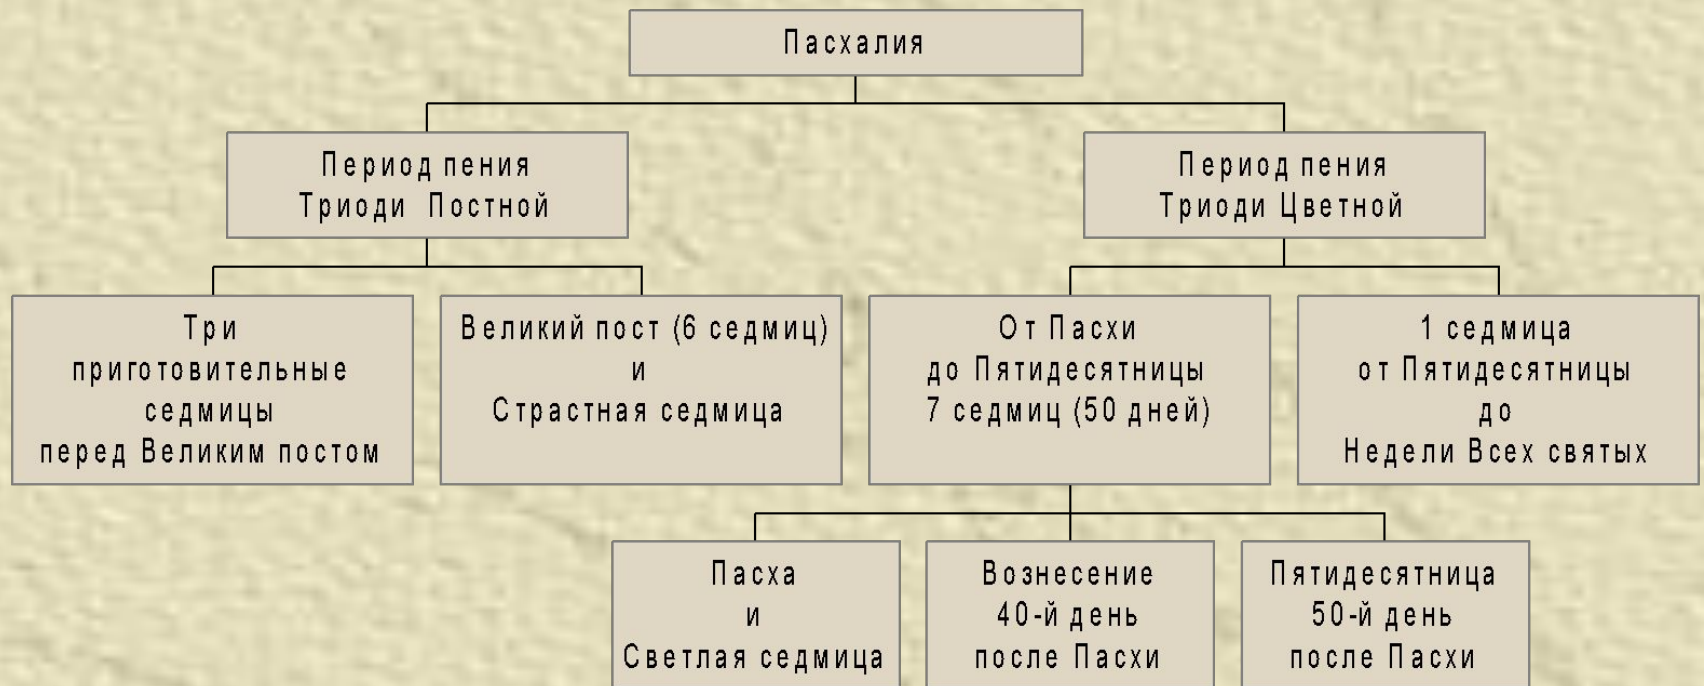 Пасхалия
Период пения
Триоди Постной
Период пения
Триоди Цветной
Три
приготовительные
седмицы
перед Великим постом
Великий пост (6 седмиц)
и
Страстная седмица
От Пасхи
до Пятидесятницы
7 седмиц (50 дней)
1 седмица
от Пятидесятницы
до
Недели Всех святых
Пасха
и
Светлая седмица
Вознесение
40-й день
после Пасхи
Пятидесятница
50-й день
после Пасхи